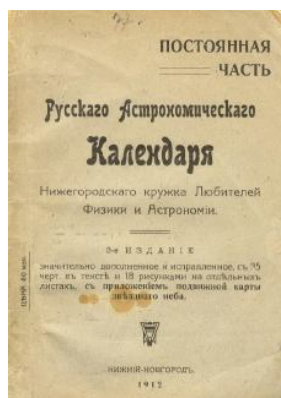 ПОСТОЯННАЯ
ЧАСТЬ
Русскаго Астрономическаго
Календаря
Нижегородскаго кружка Любителей
Физики и Астрономіи.
ИЗДАНІЕ
значительно дополненное и исправленное, съ 95
черт. въ текстѣ и 18 рисунками на отдѣльныхъ
листахъ, съ приложеніемъ подвижной карты
звѣзднаго неба.
НИЖНІЙ-НОВГОРОДЪ.
1912